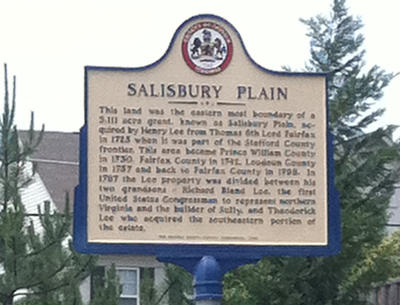 SALISBURY PLAIN
This land was the eastern most boundary of a
3,111 acre grant, known as Salisbury Plain, ac-
quired by Henry Lee from Thomas 6th Lord Fairfax
in 1725 when it was part of the Stafford County
frontier. This area became Prince William County
in 1730, Fairfax County in 1742, Loudoun County
in 1757 and back to Fairfax County in 1798. In
1787 the Lee property was divided between his
two grandsons - Richard Bland Lee, the first
United States Congressman to represent northern
Virginia and the builder of Sully, and Theodorick
Lee who acquired the southeastern portion of
the estate.